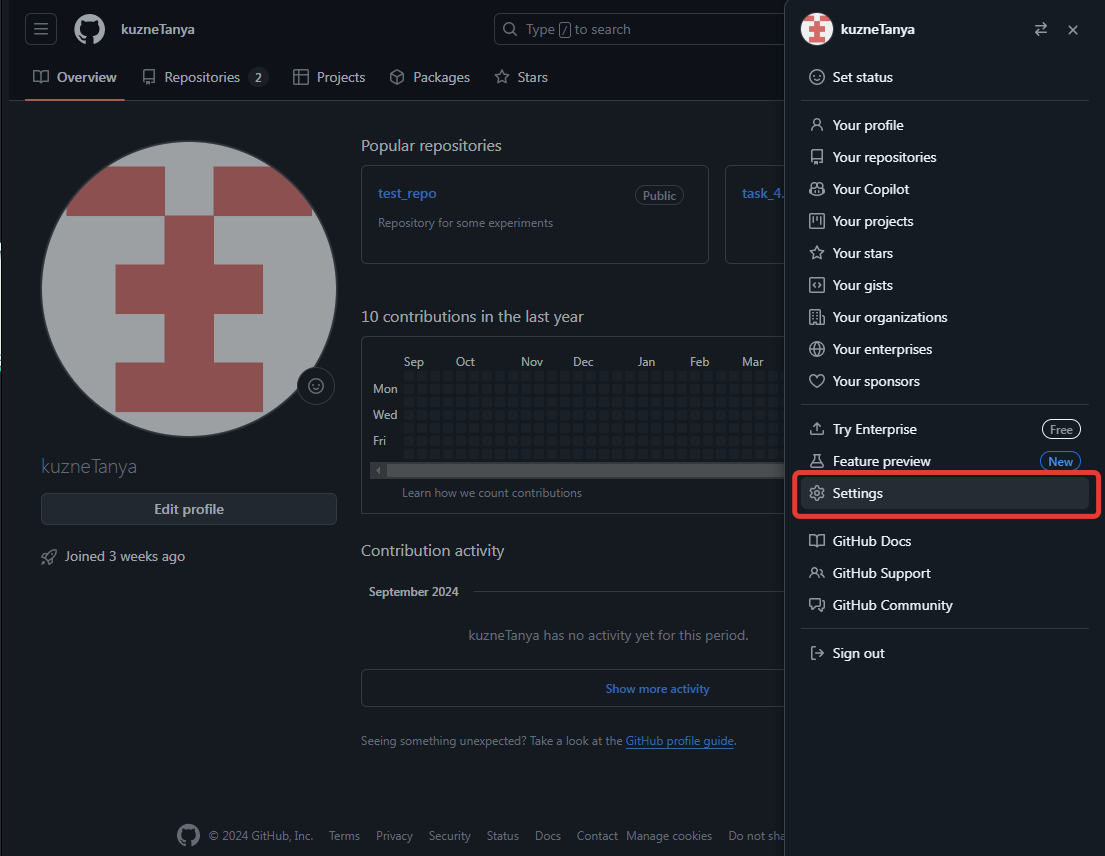 kuzneTanya
Type / to search
Overview
Repositories 2
Projects
Packages
Stars
Popular repositories
test_repo
Public
Repository for some experiments
task_4.
10 contributions in the last year
Sep Oct Nov Dec Jan Feb Mar
Mon
Wed
Fri
Learn how we count contributions
kuzneTanya
Edit profile
Joined 3 weeks ago
Contribution activity
September 2024
kuzneTanya has no activity yet for this period.
Show more activity
Seeing something unexpected? Take a look at the GitHub profile guide.
© 2024 GitHub, Inc. Terms Privacy Security Status Docs Contact Manage cookies Do not sha
kuzneTanya
Set status
Your profile
Your repositories
Your Copilot
Your projects
Your stars
Your gists
Your organizations
Your enterprises
Your sponsors
Try Enterprise Free
Feature preview New
Settings
GitHub Docs
GitHub Support
GitHub Community
Sign out